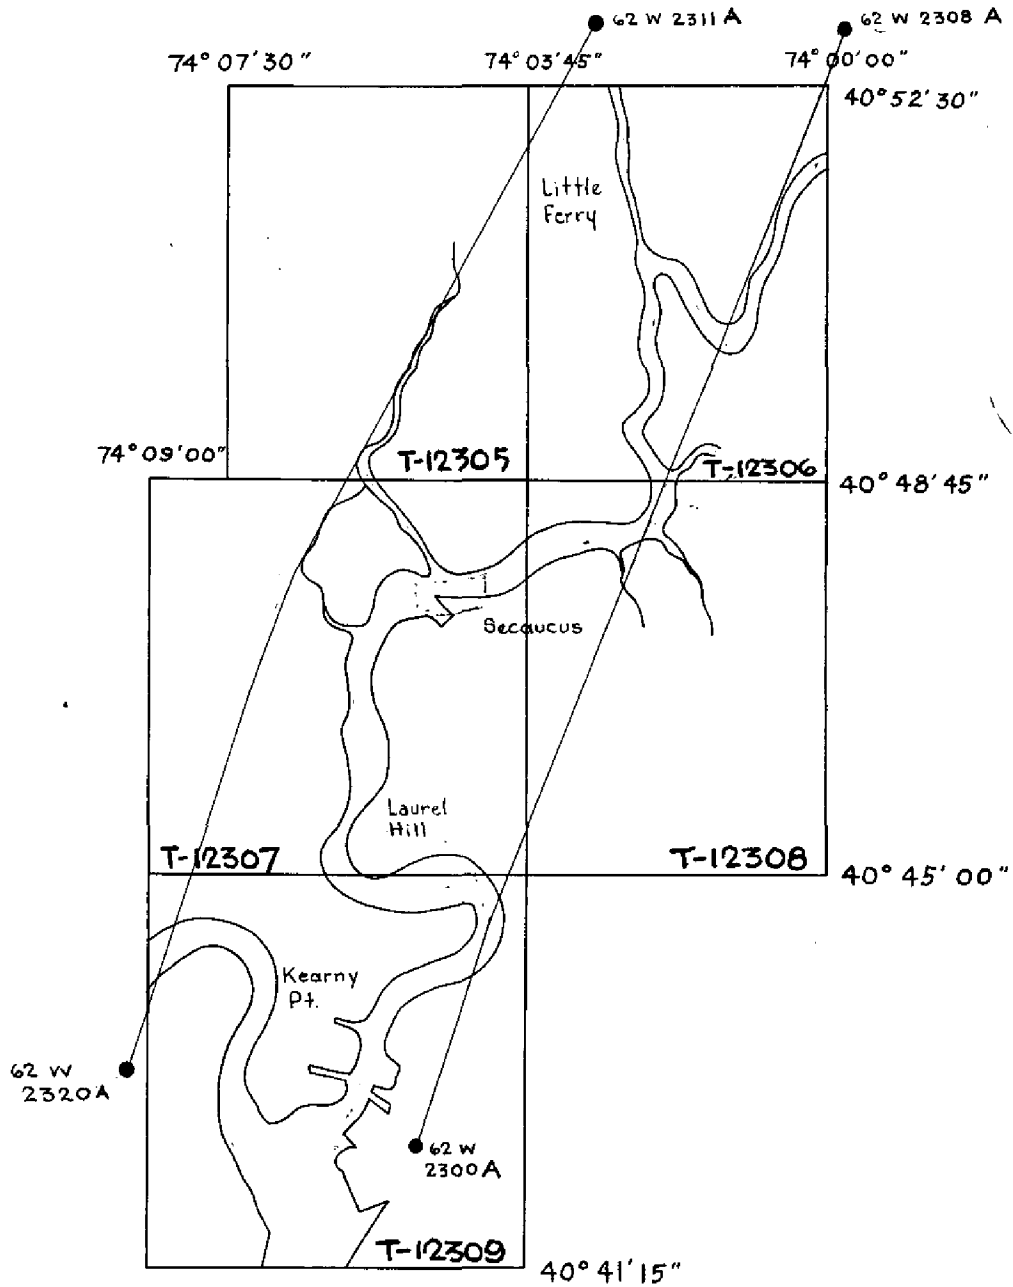 62 W 2311 A
62 W 2308 A
74°07'30"
74°03'45"
74°00'00"
40°52'30"
Little
Ferry
74°09'00"
T-12305
T-12306
40°48'45"
Secaucus
Laurel
Hill
T-12307
T-12308
40°45'00"
Kearny
Pt.
62 W
2320A
62 W
2300A
T-12309
40°41'15"